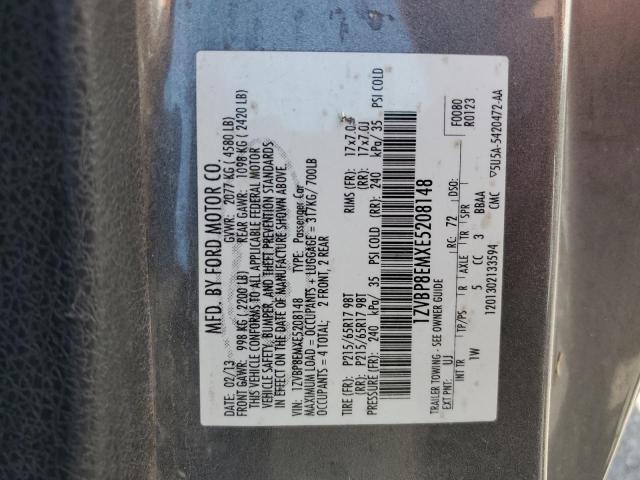 MFD. BY FORD MOTOR CO.
DATE: 02/13 GVWR: 2077 KG ( 4580 LB)
FRONT GAWR: 998 KG ( 2200 LB) REAR GAWR: 1098 KG ( 2420 LB)
THIS VEHICLE CONFORMS TO ALL APPLICABLE FEDERAL MOTOR
VEHICLE SAFETY, BUMPER, AND THEFT PREVENTION STANDARDS
IN EFFECT ON THE DATE OF MANUFACTURE SHOWN ABOVE.
VIN: 1ZVBP8EMXE5208148 TYPE: Passenger Car
MAXIMUM LOAD = OCCUPANTS + LUGGAGE = 317KG/ 700LB
OCCUPANTS = 4 TOTAL: 2 FRONT, 2 REAR
TIRE (FR): P215/65R17 98T RIMS (FR): 17x7.0J
(RR): P215/65R17 98T (RR): 17x7.0J
PRESSURE (FR): 240 kPa/ 35 PSI COLD (RR): 240 kPa/ 35 PSI COLD
1ZVBP8EMXE5208148
F0080
R0123
TRAILER TOWING - SEE OWNER GUIDE
EXT PNT: UJ RC: 72 DSO:
INT TR TP/PS R AXLE TR
1W 5 CC 3 BBAA
1201302133594 CMC ▽5U5A-5420472-AA